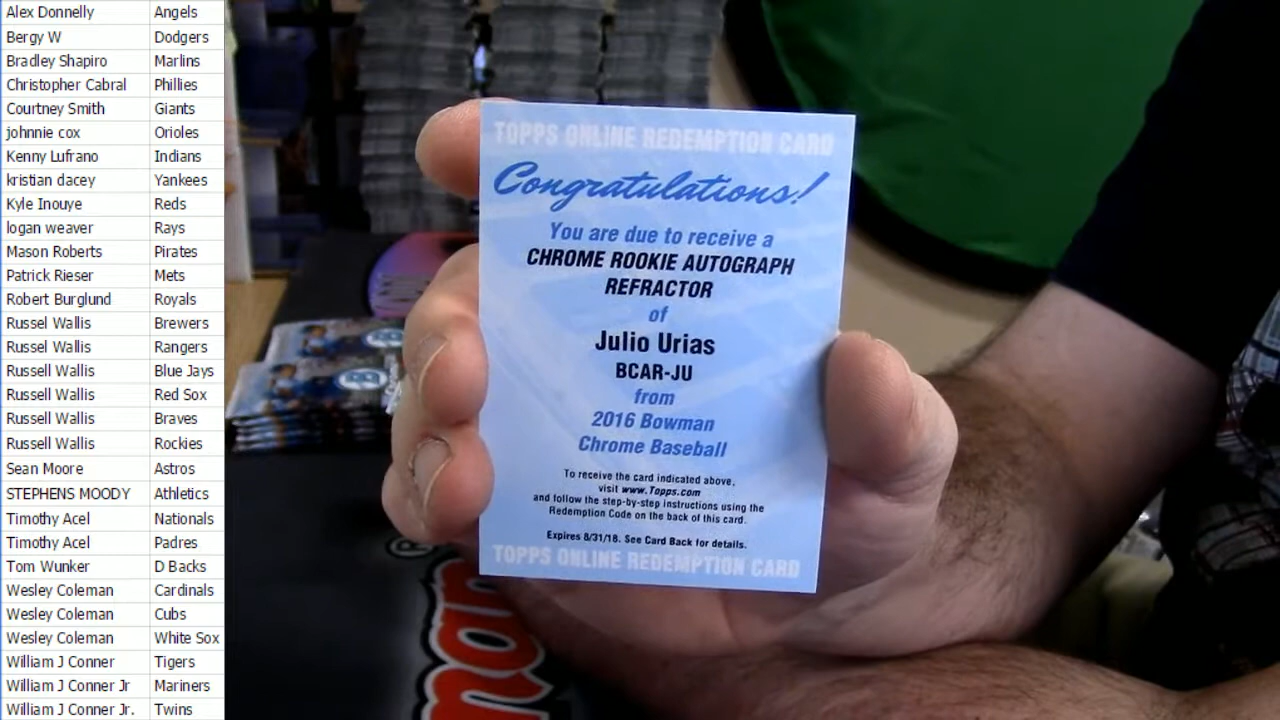 Alex Donnelly Angels
Bergy W Dodgers
Bradley Shapiro Marlins
Christopher Cabral Phillies
Courtney Smith Giants
johnnie cox Orioles
Kenny Lufrano Indians
kristian dacey Yankees
Kyle Inouye Reds
logan weaver Rays
Mason Roberts Pirates
Patrick Rieser Mets
Robert Burglund Royals
Russel Wallis Brewers
Russel Wallis Rangers
Russell Wallis Blue Jays
Russell Wallis Red Sox
Russell Wallis Braves
Russell Wallis Rockies
Sean Moore Astros
STEPHENS MOODY Athletics
Timothy Acel Nationals
Timothy Acel Padres
Tom Wunker D Backs
Wesley Coleman Cardinals
Wesley Coleman Cubs
Wesley Coleman White Sox
William J Conner Tigers
William J Conner Jr Mariners
William J Conner Jr. Twins
TOPPS ONLINE REDEMPTION CARD
Congratulations!
You are due to receive a
CHROME ROOKIE AUTOGRAPH
REFRACTOR
of
Julio Urias
BCAR-JU
from
2016 Bowman
Chrome Baseball
To receive the card indicated above,
visit www.Topps.com
and follow the step-by-step instructions using the
Redemption Code on the back of this card.
Expires 8/31/18. See Card Back for details.
TOPPS ONLINE REDEMPTION CARD